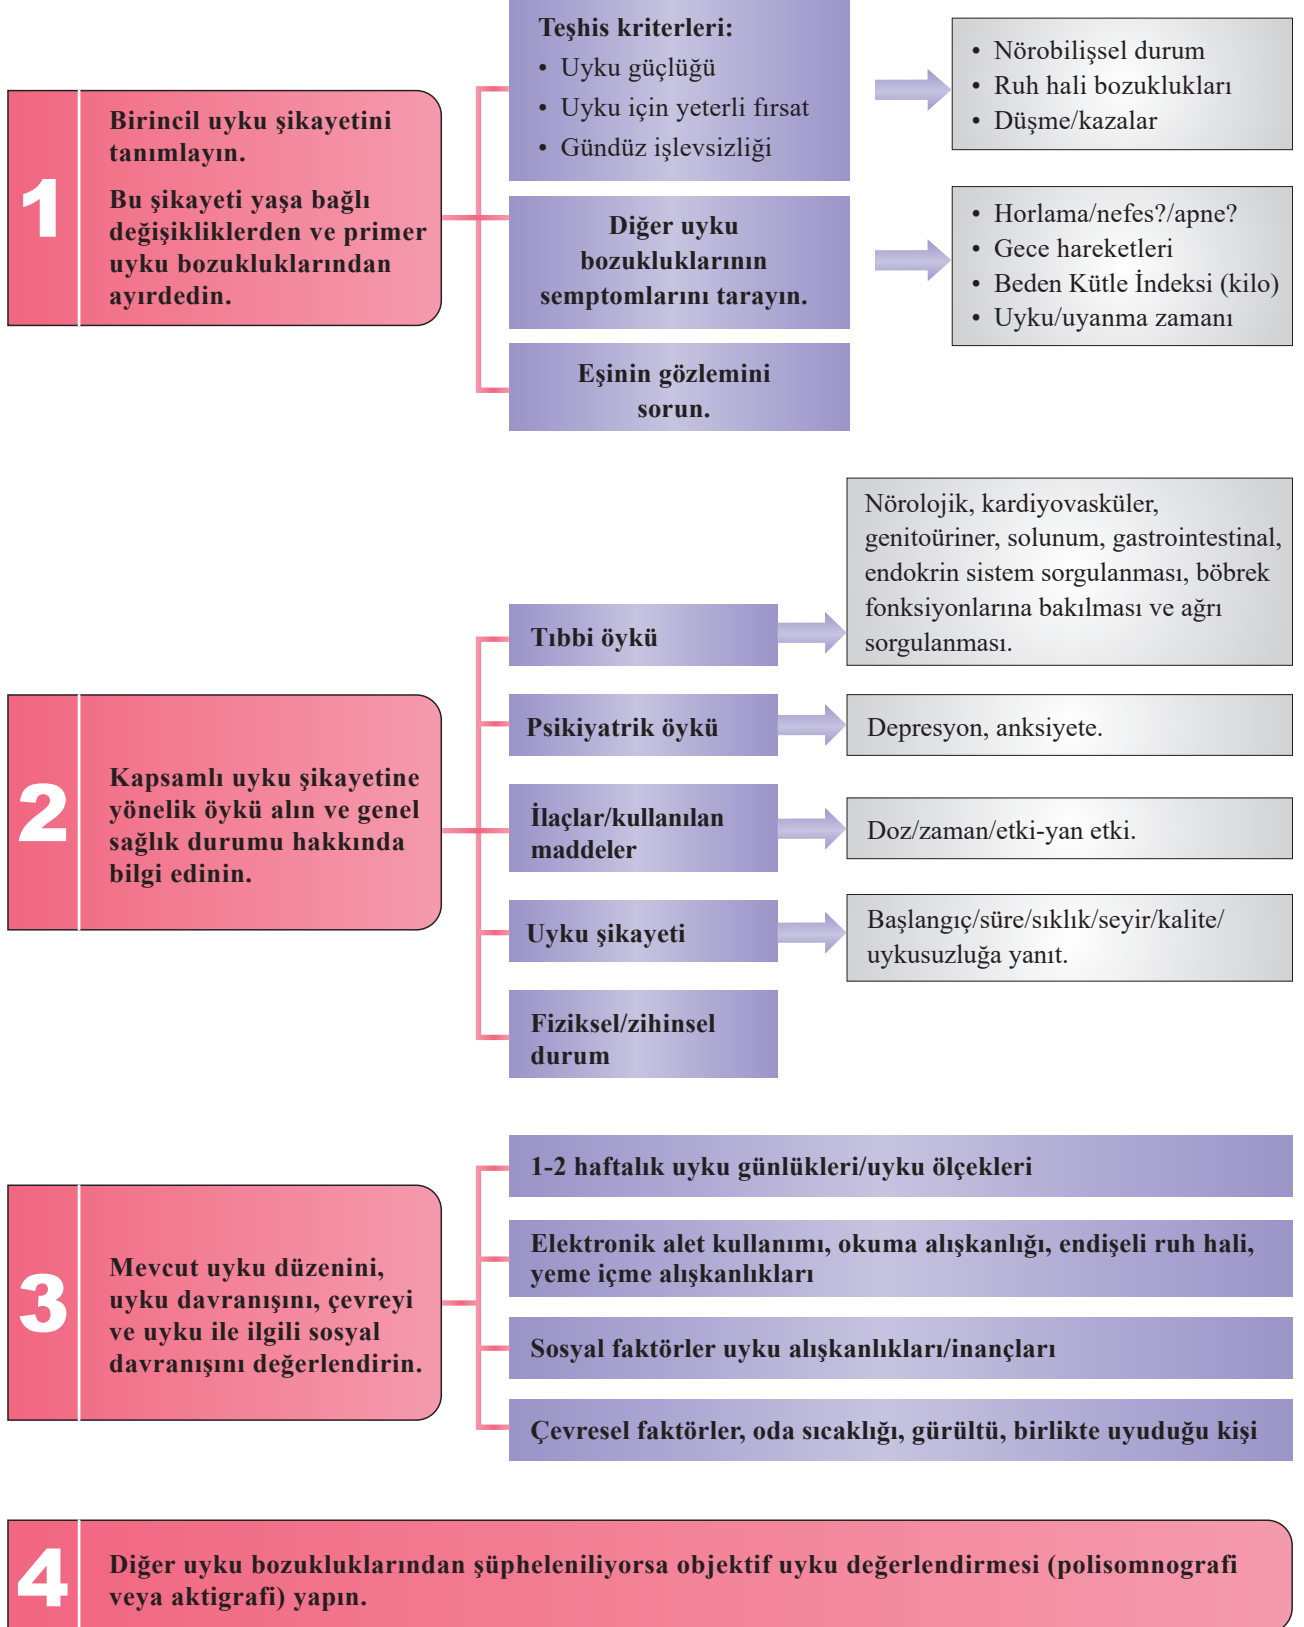 1
Birincil uyku şikayetini
tanımlayın.
Bu şikayeti yaşa bağlı
değişikliklerden ve primer
uyku bozukluklarından
ayırdedin.
Teşhis kriterleri:
• Uyku güçlüğü
• Uyku için yeterli fırsat
• Gündüz işlevsizliği
• Nörobilişsel durum
• Ruh hali bozuklukları
• Düşme/kazalar
Diğer uyku
bozukluklarının
semptomlarını tarayın.
• Horlama/nefes?/apne?
• Gece hareketleri
• Beden Kütle İndeksi (kilo)
• Uyku/uyanma zamanı
Eşinin gözlemini
sorun.
2
Kapsamlı uyku şikayetine
yönelik öykü alın ve genel
sağlık durumu hakkında
bilgi edinin.
Tıbbi öykü
Nörolojik, kardiyovasküler,
genitoüriner, solunum, gastrointestinal,
endokrin sistem sorgulanması, böbrek
fonksiyonlarına bakılması ve ağrı
sorgulanması.
Psikiyatrik öykü
Depresyon, anksiyete.
İlaçlar/kullanılan
maddeler
Doz/zaman/etki-yan etki.
Uyku şikayeti
Başlangıç/süre/sıklık/seyir/kalite/
uykusuzluğa yanıt.
Fiziksel/zihinsel
durum
3
Mevcut uyku düzenini,
uyku davranışını, çevreyi
ve uyku ile ilgili sosyal
davranışını değerlendirin.
1-2 haftalık uyku günlükleri/uyku ölçekleri
Elektronik alet kullanımı, okuma alışkanlığı, endişeli ruh hali,
yeme içme alışkanlıkları
Sosyal faktörler uyku alışkanlıkları/inançları
Çevresel faktörler, oda sıcaklığı, gürültü, birlikte uyuduğu kişi
4
Diğer uyku bozukluklarından şüpheleniliyorsa objektif uyku değerlendirmesi (polisomnografi
veya aktigrafi) yapın.